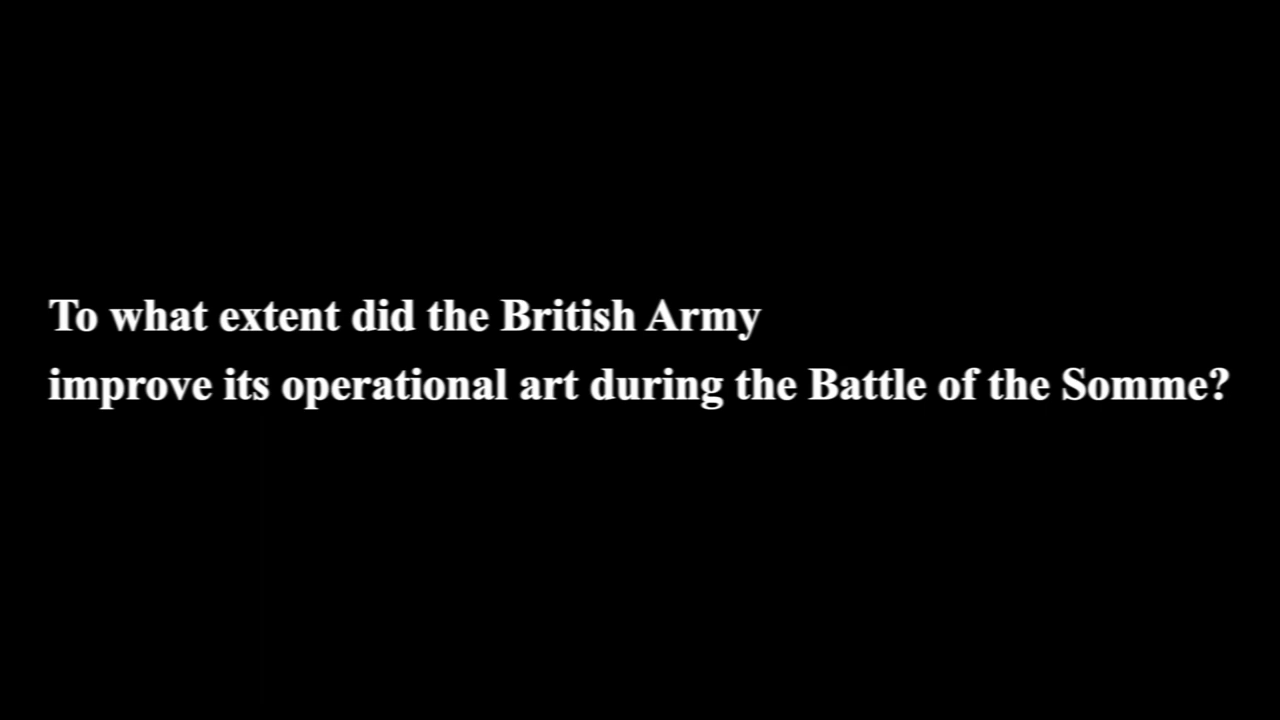 To what extent did the British Army
improve its operational art during the Battle of the Somme?